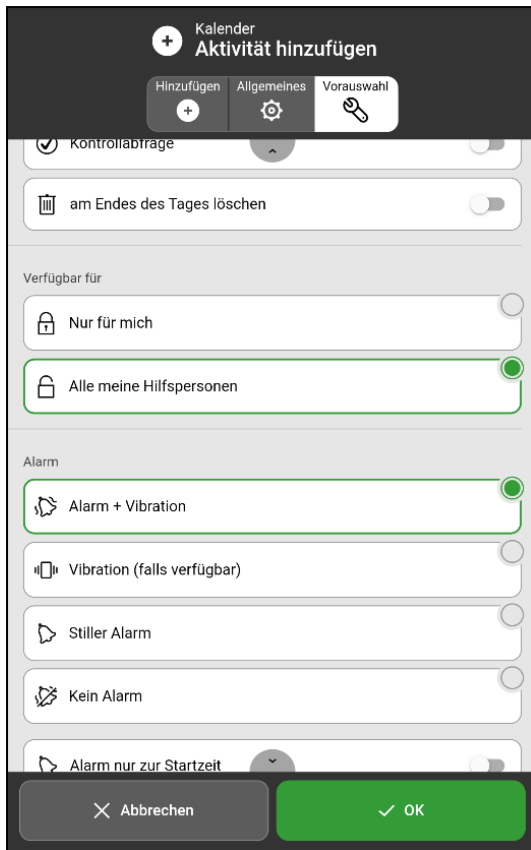 Kalender
Aktivität hinzufügen
Hinzufügen
Allgemeines
Vorauswahl
Kontrollabfrage
am Endes des Tages löschen
Verfügbar für
Nur für mich
Alle meine Hilfspersonen
Alarm
Alarm + Vibration
Vibration (falls verfügbar)
Stiller Alarm
Kein Alarm
Alarm nur zur Startzeit
Abbrechen
OK